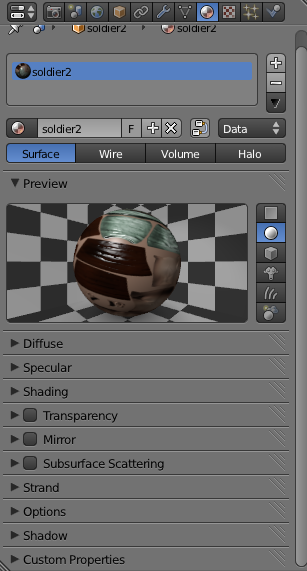 soldier2 soldier2
soldier2
soldier2 F Data
Surface Wire Volume Halo
Preview
Diffuse
Specular
Shading
Transparency
Mirror
Subsurface Scattering
Strand
Options
Shadow
Custom Properties